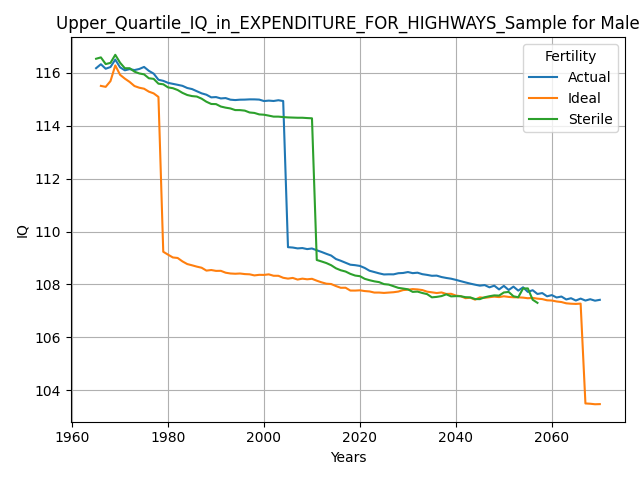 Upper_Quartile_IQ_in_EXPENDITURE_FOR_HIGHWAYS_Sample for Male
Fertility
Actual
Ideal
Sterile
116
114
112
110
108
106
104
IQ
1960
1980
2000
2020
2040
2060
Years